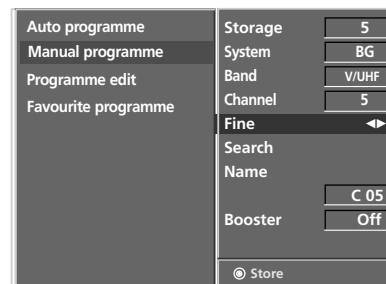 Auto programme
Manual programme
Programme edit
Favourite programme
Storage 5
System BG
Band V/UHF
Channel 5
Fine ◀▶
Search
Name
C 05
Booster Off
Store